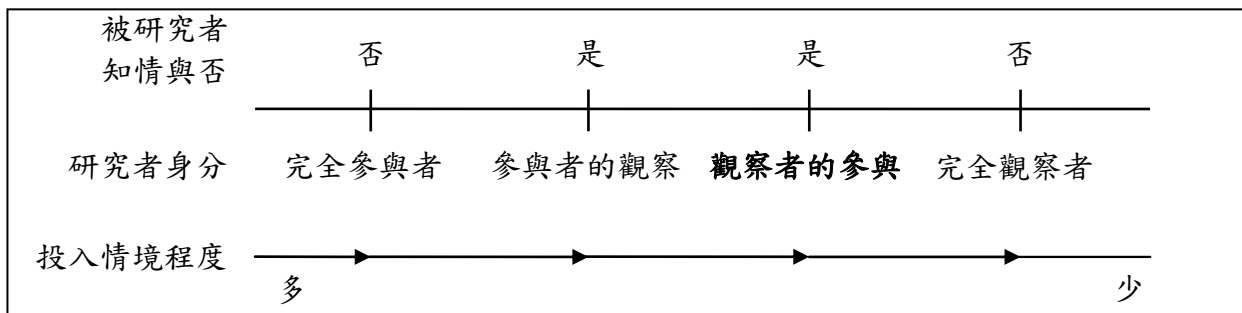 被研究者
知情與否 否 是 是 否
研究者身分 完全參與者 參與者的觀察 觀察者的參與 完全觀察者
投入情境程度
多 少